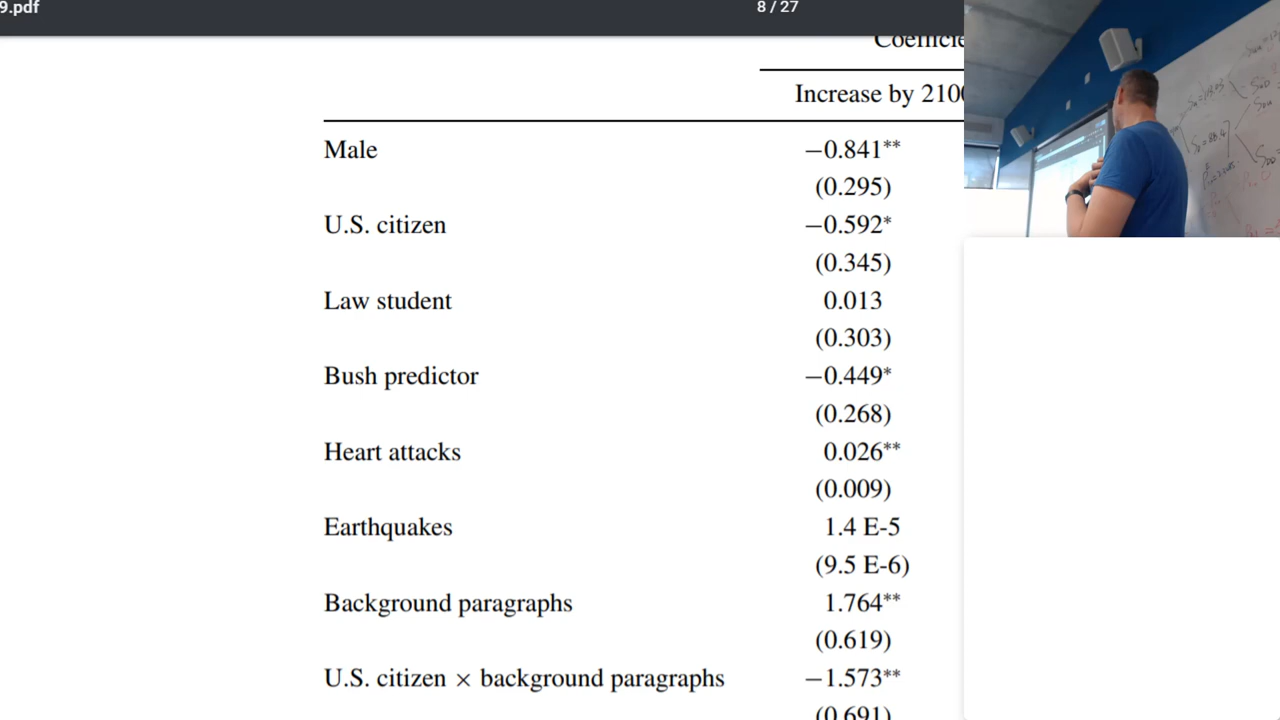 9.pdf
8 / 27
Coefficie
Increase by 2100
Male −0.841**
(0.295)
U.S. citizen −0.592*
(0.345)
Law student 0.013
(0.303)
Bush predictor −0.449*
(0.268)
Heart attacks 0.026**
(0.009)
Earthquakes 1.4 E-5
(9.5 E-6)
Background paragraphs 1.764**
(0.619)
U.S. citizen × background paragraphs −1.573**
(0.691)